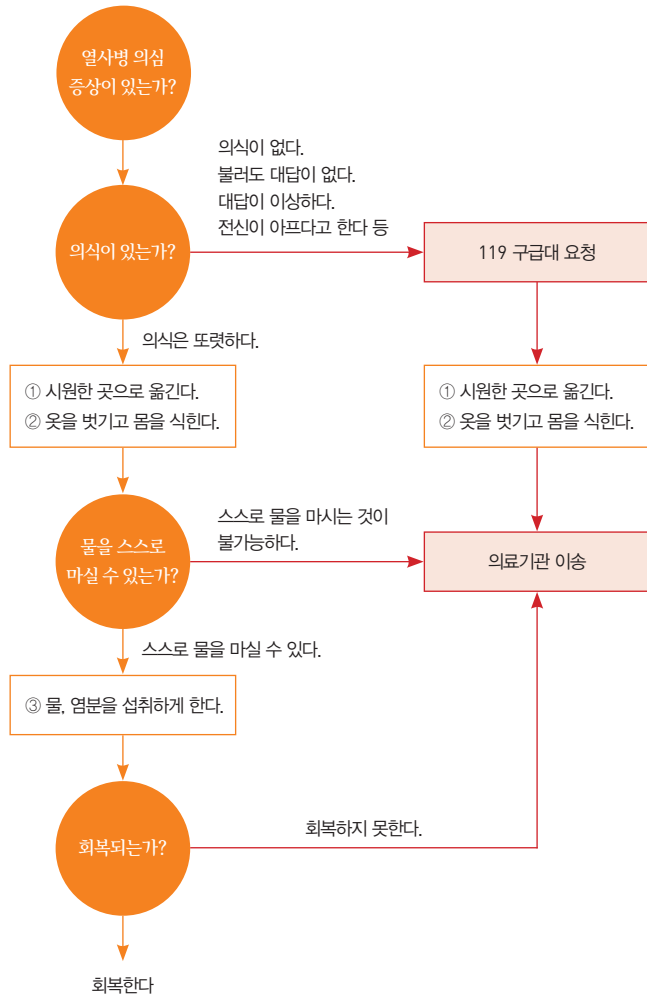 열사병 의심
증상이 있는가?
의식이 없다.
불러도 대답이 없다.
대답이 이상하다.
전신이 아프다고 한다 등
의식이 있는가?
119 구급대 요청
의식은 또렷하다.
① 시원한 곳으로 옮긴다.
② 옷을 벗기고 몸을 식힌다.
① 시원한 곳으로 옮긴다.
② 옷을 벗기고 몸을 식힌다.
물을 스스로
마실 수 있는가?
스스로 물을 마시는 것이
불가능하다.
의료기관 이송
스스로 물을 마실 수 있다.
③ 물, 염분을 섭취하게 한다.
회복되는가?
회복하지 못한다.
회복한다